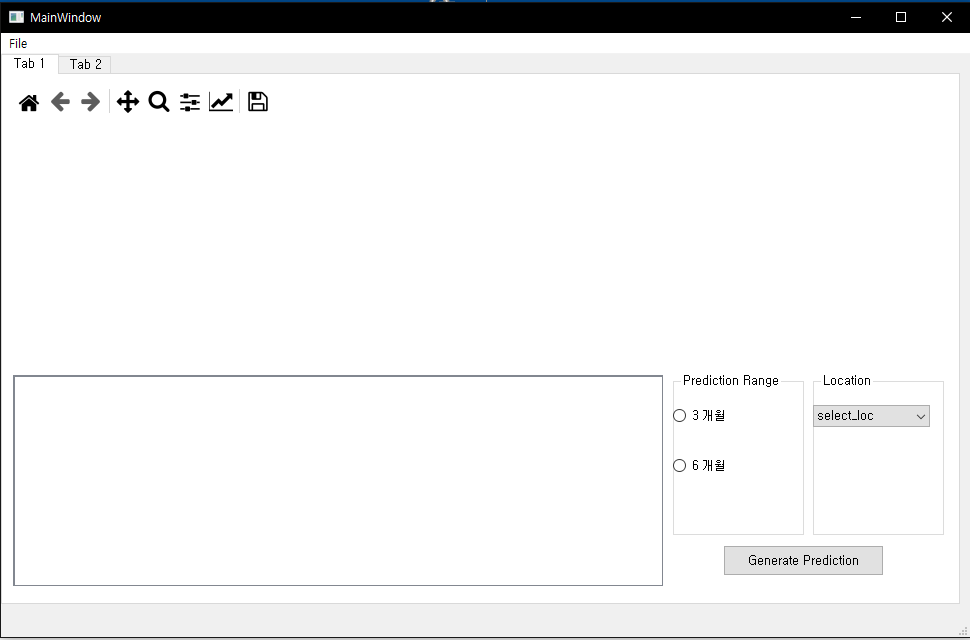 MainWindow
File
Tab 1 Tab 2
Prediction Range
Location
3 개월
select_loc
6 개월
Generate Prediction